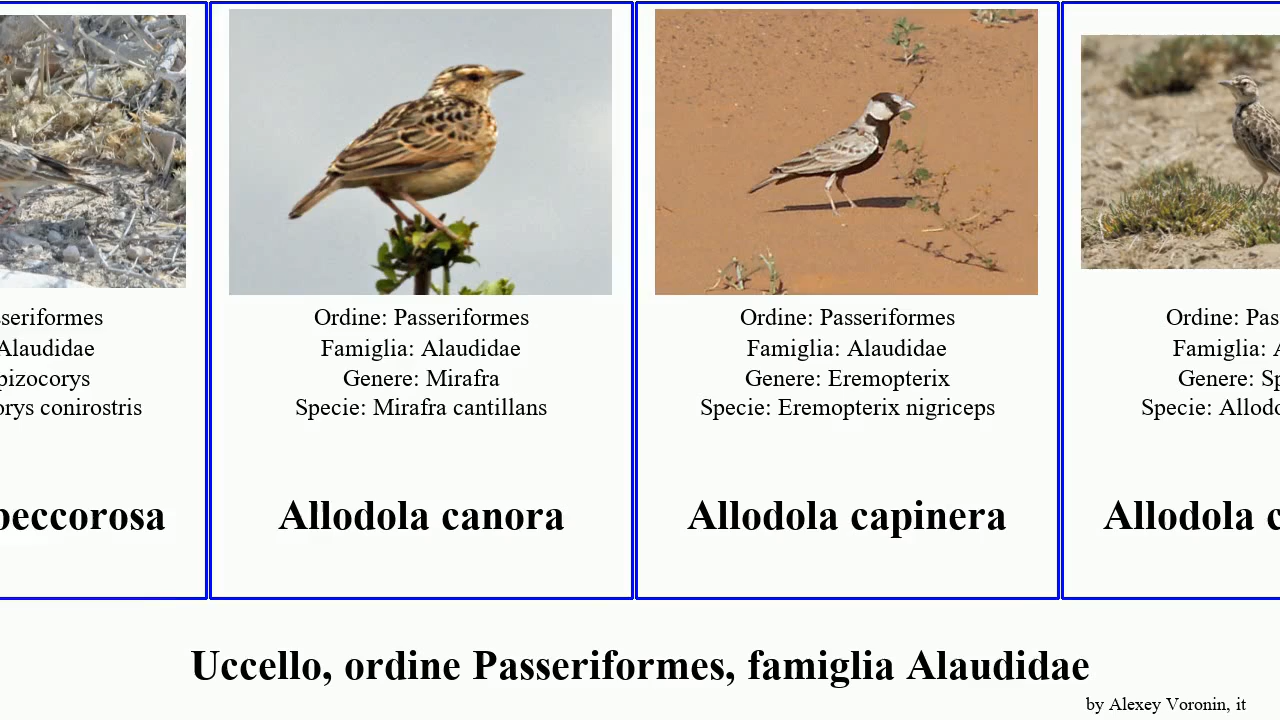 seriformes
Alaudidae
pizocorys
orys conirostris
beccorosa
Ordine: Passeriformes
Famiglia: Alaudidae
Genere: Mirafra
Specie: Mirafra cantillans
Allodola canora
Ordine: Passeriformes
Famiglia: Alaudidae
Genere: Eremopterix
Specie: Eremopterix nigriceps
Allodola capinera
Ordine: Pas
Famiglia: A
Genere: Sp
Specie: Allodo
Allodola c
Uccello, ordine Passeriformes, famiglia Alaudidae
by Alexey Voronin, it